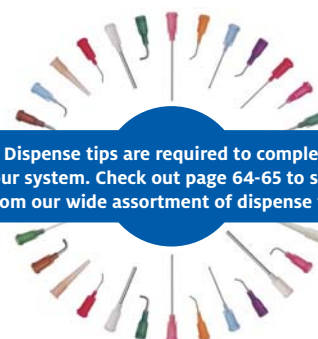 Dispense tips are required to comple
ur system. Check out page 64-65 to s
om our wide assortment of dispense